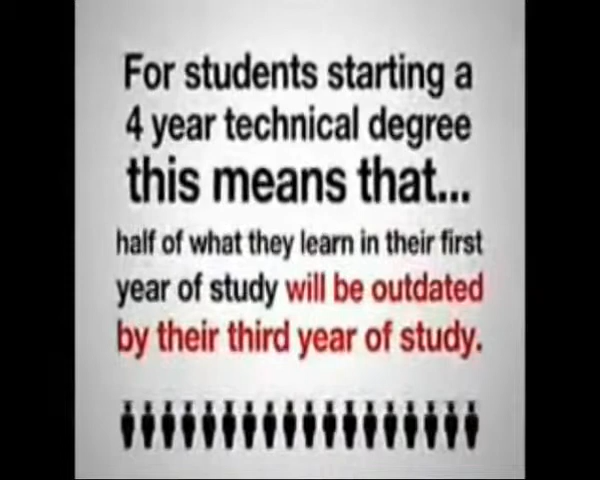 For students starting a
4 year technical degree
this means that...
half of what they learn in their first
year of study will be outdated
by their third year of study.